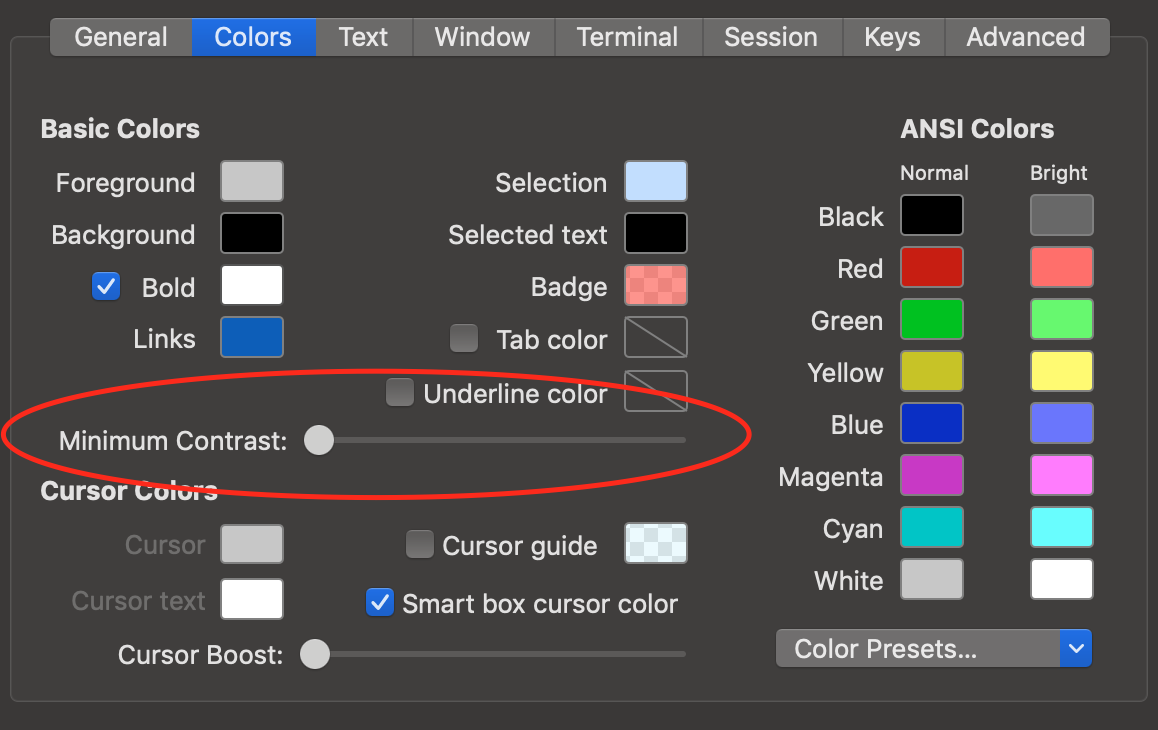 General Colors Text Window Terminal Session Keys Advanced
Basic Colors
Foreground
Background
Bold
Links
Selection
Selected text
Badge
Tab color
Underline color
Minimum Contrast:
Cursor Colors
Cursor
Cursor text
Cursor guide
Smart box cursor color
Cursor Boost:
ANSI Colors
Normal Bright
Black
Red
Green
Yellow
Blue
Magenta
Cyan
White
Color Presets...